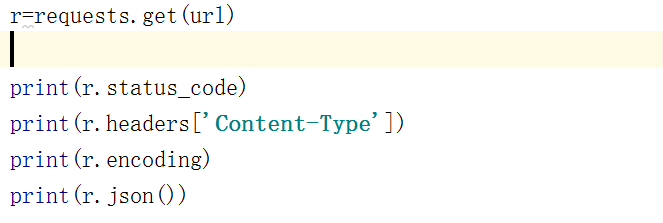 r=requests.get(url)
print(r.status_code)
print(r.headers['Content-Type'])
print(r.encoding)
print(r.json())